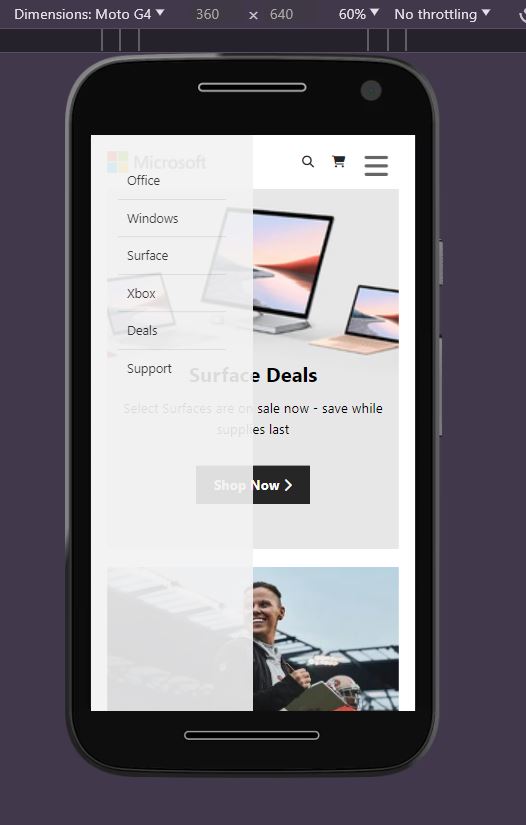 Dimensions: Moto G4 360 × 640 60% No throttling
Microsoft
Office
Windows
Surface
Xbox
Deals
Support
Surface Deals
Select Surfaces are on sale now - save while
supplies last
Shop Now